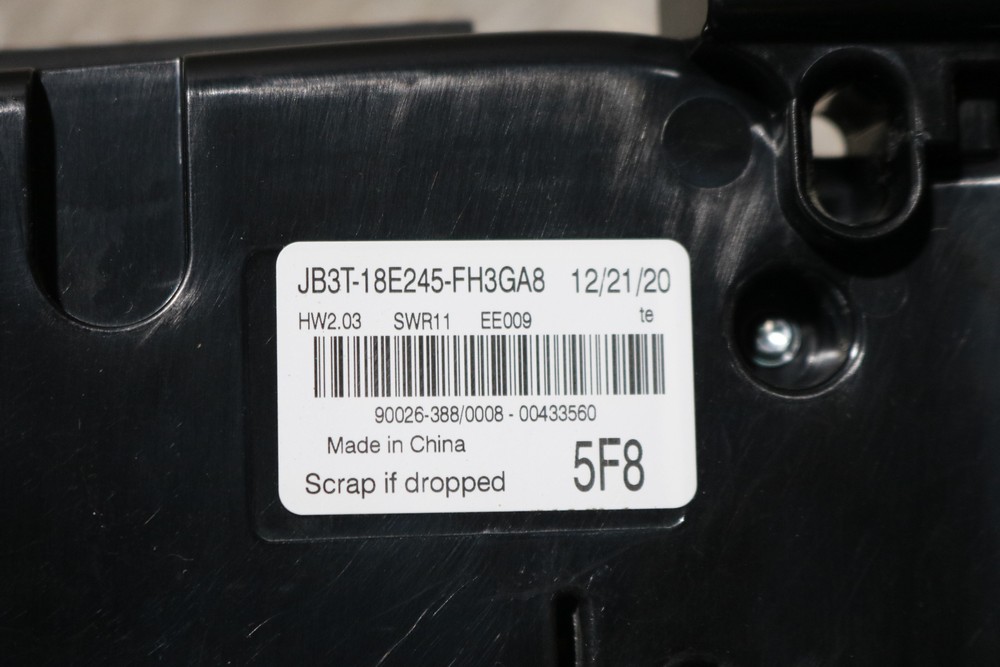 JB3T-18E245-FH3GA8 12/21/20
HW2.03 SWR11 EE009 te
90026-388/0008 - 00433560
Made in China
Scrap if dropped 5F8